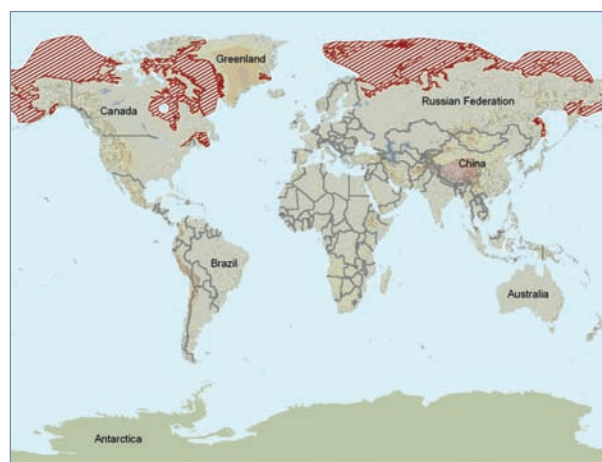 Greenland
Canada
Russian Federation
China
Brazil
Australia
Antarctica